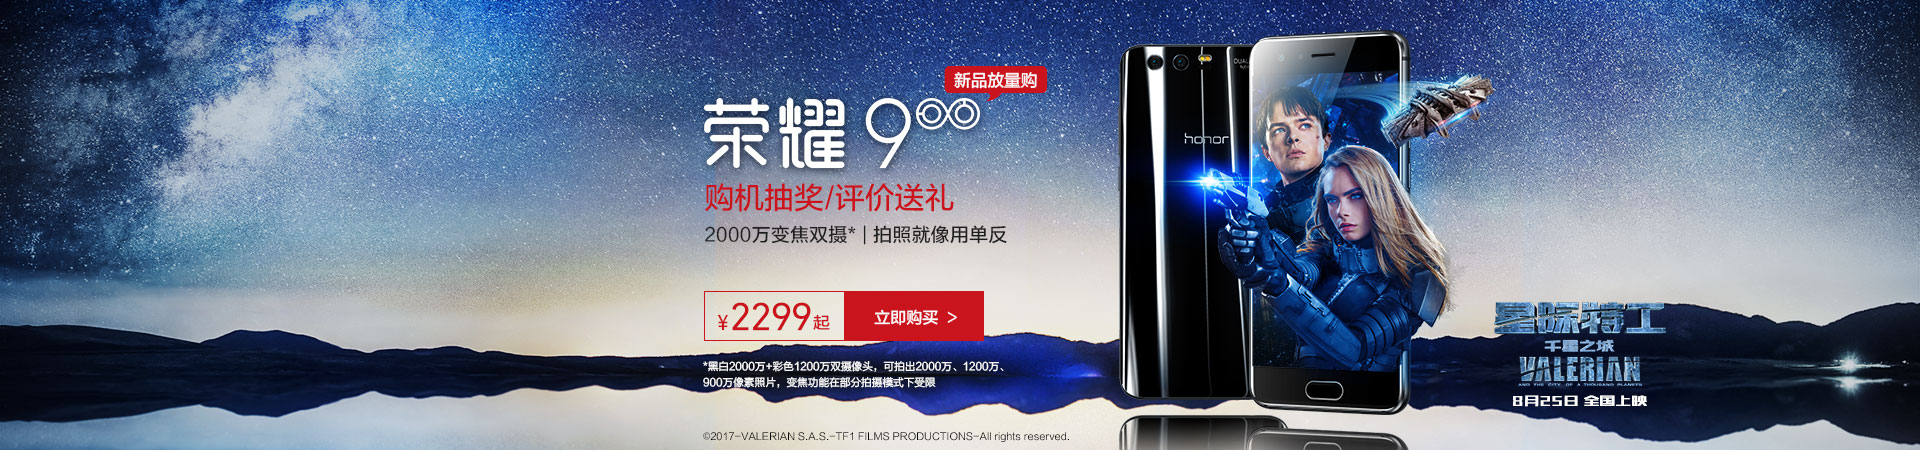 新品放量购
荣耀 9
购机抽奖/评价送礼
2000万变焦双摄* | 拍照就像用单反
¥2299起
立即购买 >
*黑白2000万+彩色1200万双摄像头，可拍出2000万、1200万、
900万像素照片，变焦功能在部分拍摄模式下受限
©2017-VALERIAN S.A.S.-TF1 FILMS PRODUCTIONS-All rights reserved.
honor
星际特工
千星之城
VALERIAN
AND THE CITY OF A THOUSAND PLANETS
8月25日 全国上映